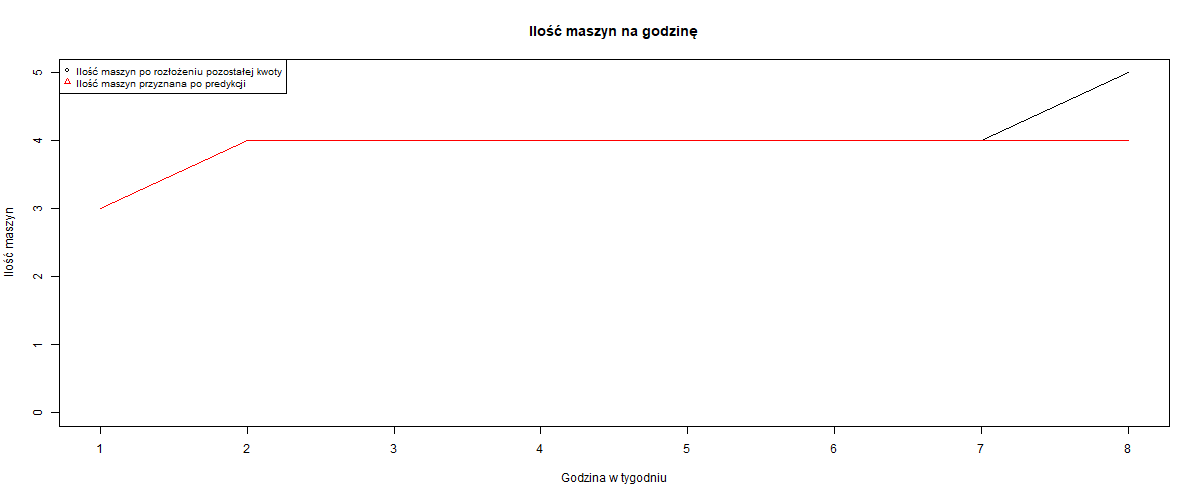 Ilość maszyn na godzinę
Ilość maszyn po rozłożeniu pozostałej kwoty
Ilość maszyn przyznana po predykcji
5
4
3
2
1
0
Ilość maszyn
1 2 3 4 5 6 7 8
Godzina w tygodniu